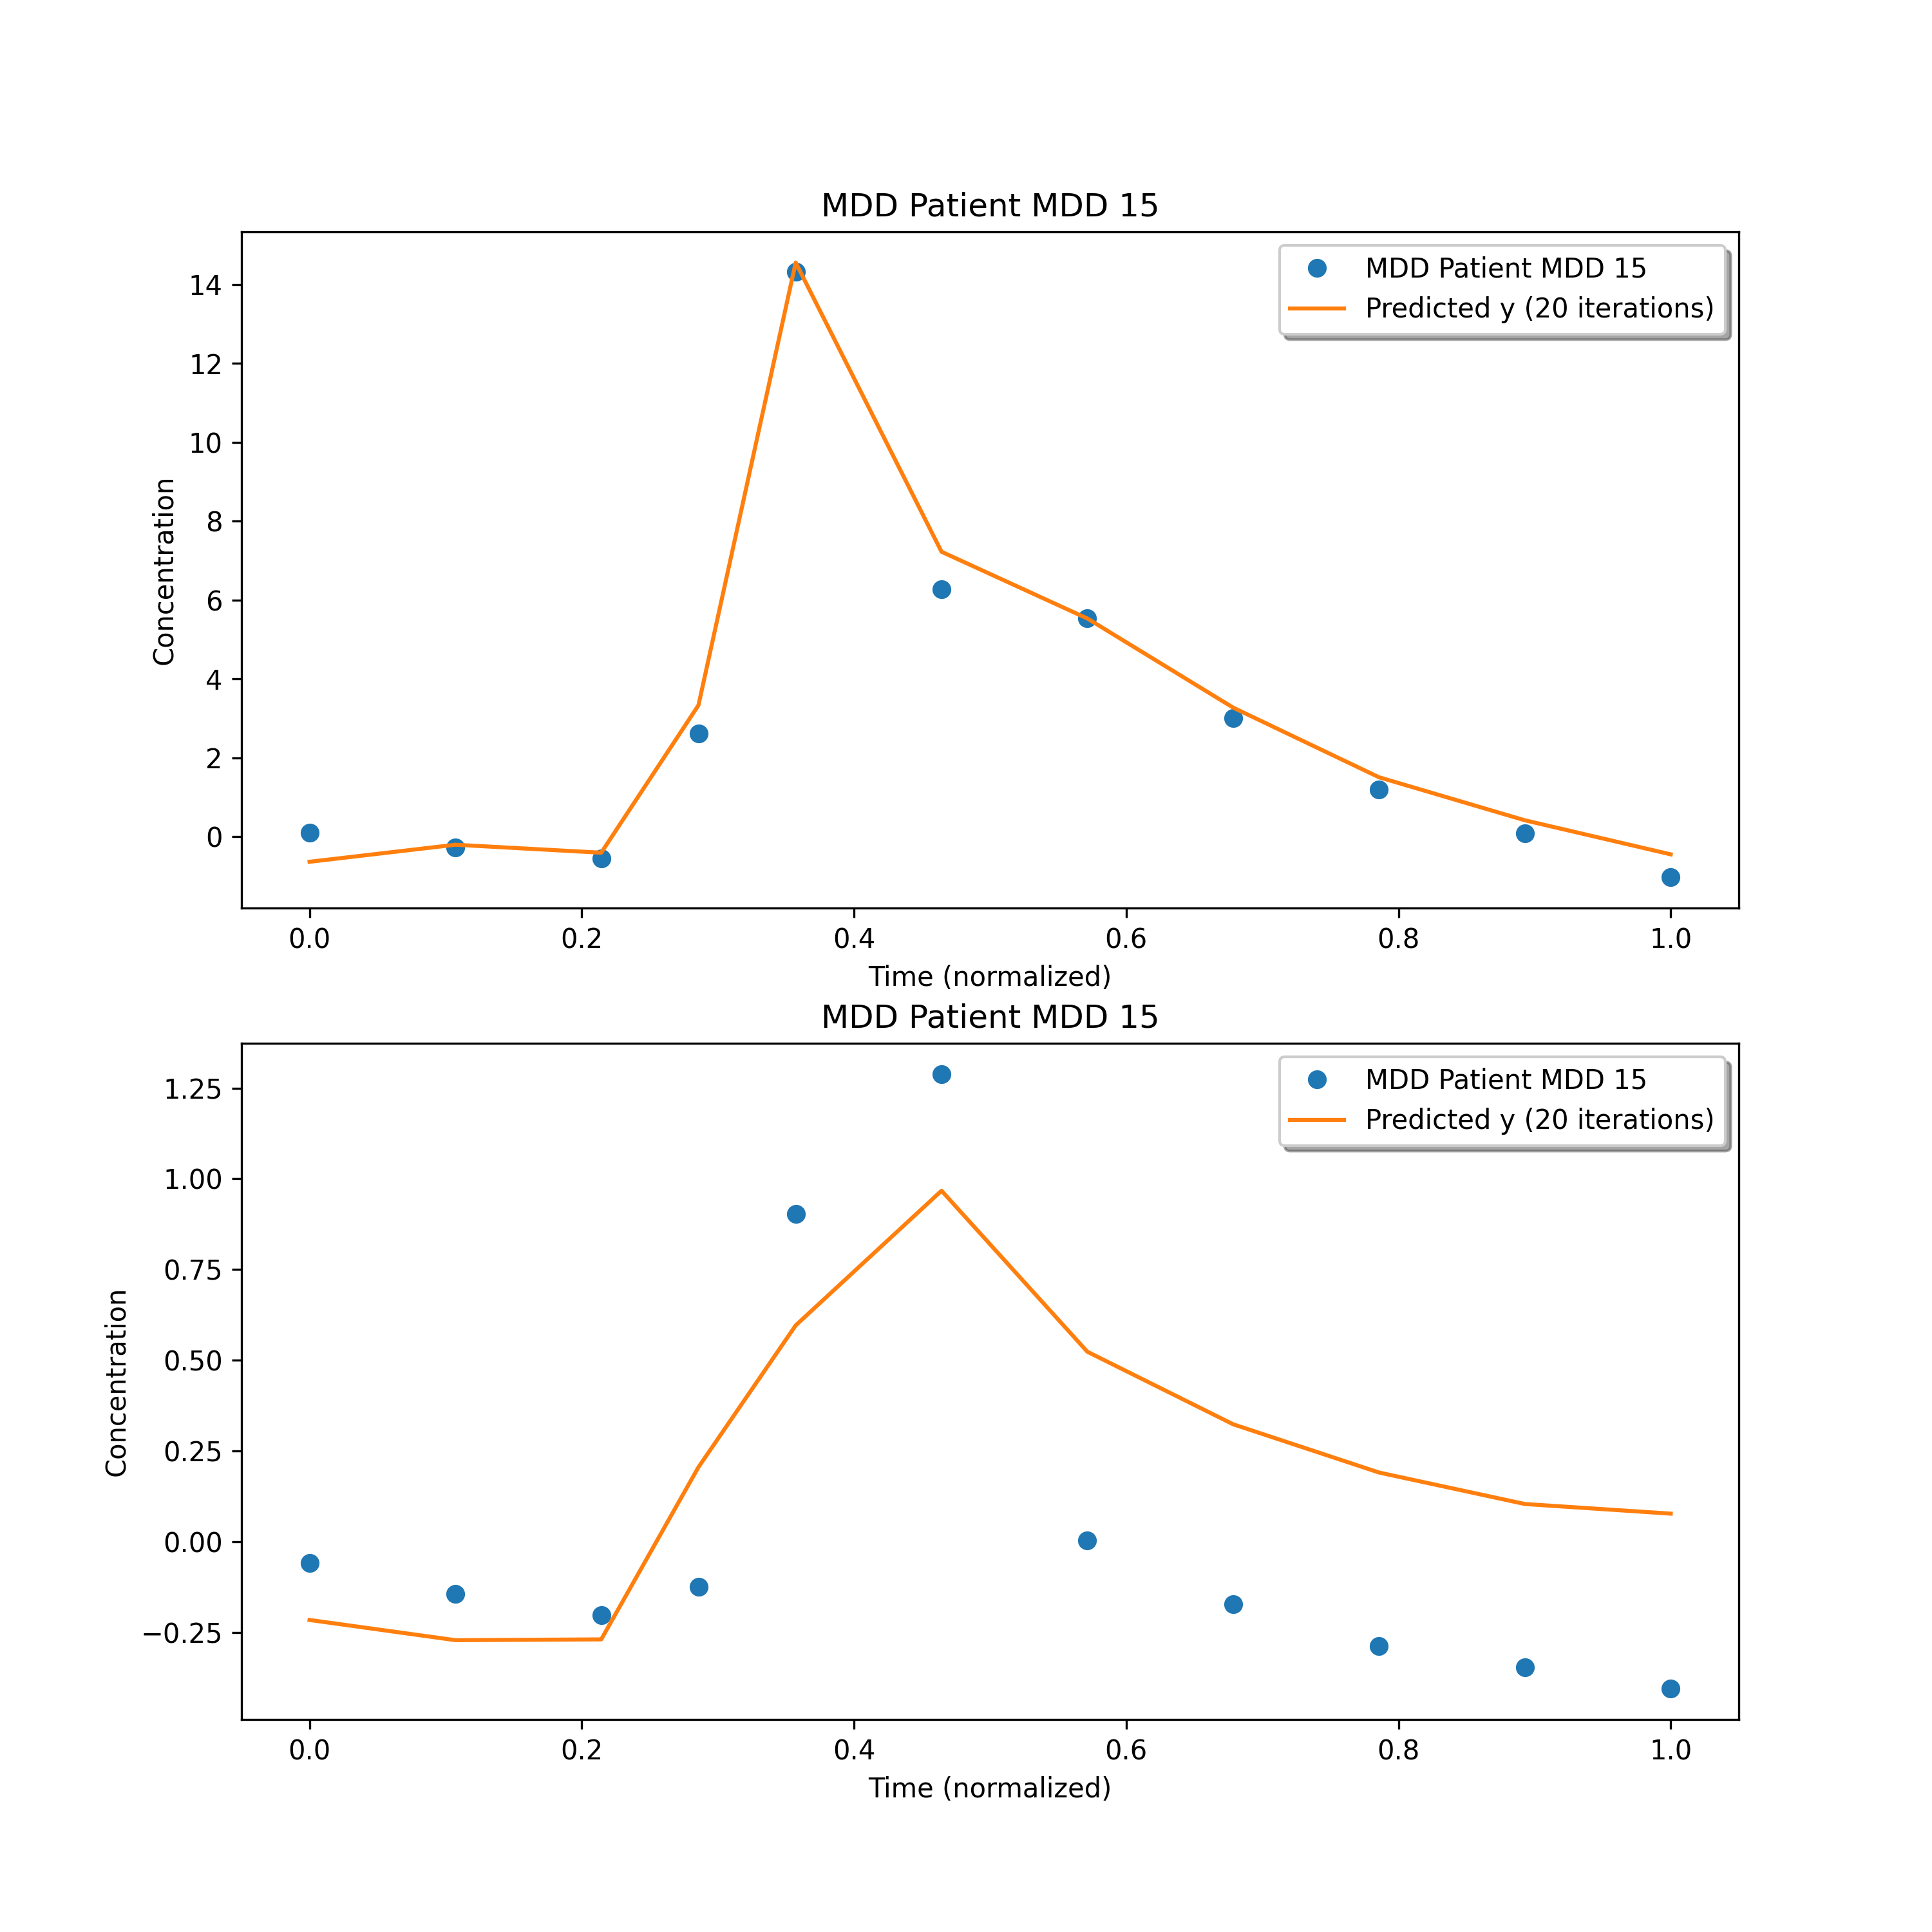 MDD Patient MDD 15
MDD Patient MDD 15
Predicted y (20 iterations)
14
12
10
8
6
4
2
0
Concentration
0.0 0.2 0.4 0.6 0.8 1.0
Time (normalized)
MDD Patient MDD 15
MDD Patient MDD 15
Predicted y (20 iterations)
1.25
1.00
0.75
0.50
0.25
0.00
−0.25
Concentration
0.0 0.2 0.4 0.6 0.8 1.0
Time (normalized)